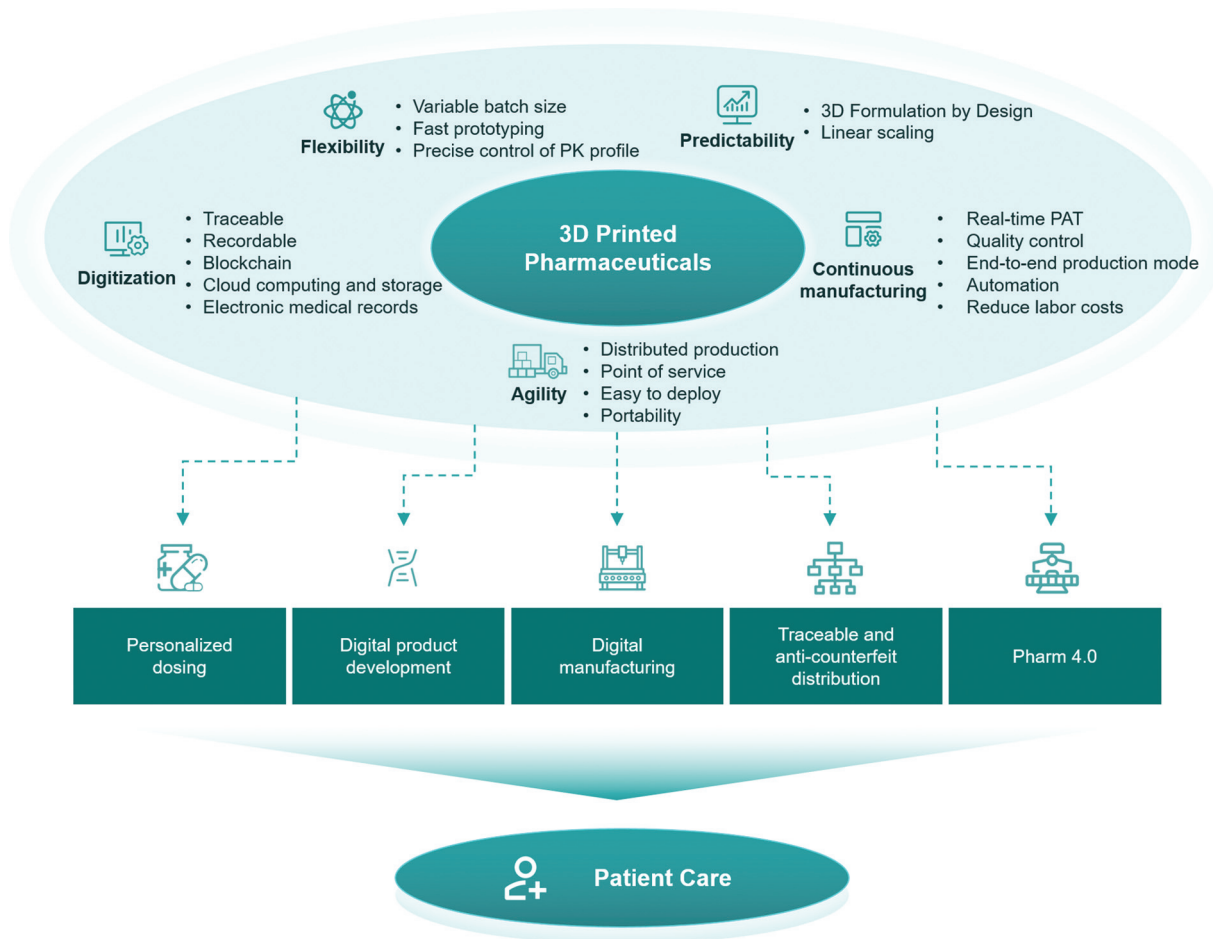 Flexibility
• Variable batch size
• Fast prototyping
• Precise control of PK profile
Predictability
• 3D Formulation by Design
• Linear scaling
Digitization
• Traceable
• Recordable
• Blockchain
• Cloud computing and storage
• Electronic medical records
3D Printed
Pharmaceuticals
Continuous
manufacturing
• Real-time PAT
• Quality control
• End-to-end production mode
• Automation
• Reduce labor costs
Agility
• Distributed production
• Point of service
• Easy to deploy
• Portability
Personalized
dosing
Digital product
development
Digital
manufacturing
Traceable and
anti-counterfeit
distribution
Pharm 4.0
Patient Care